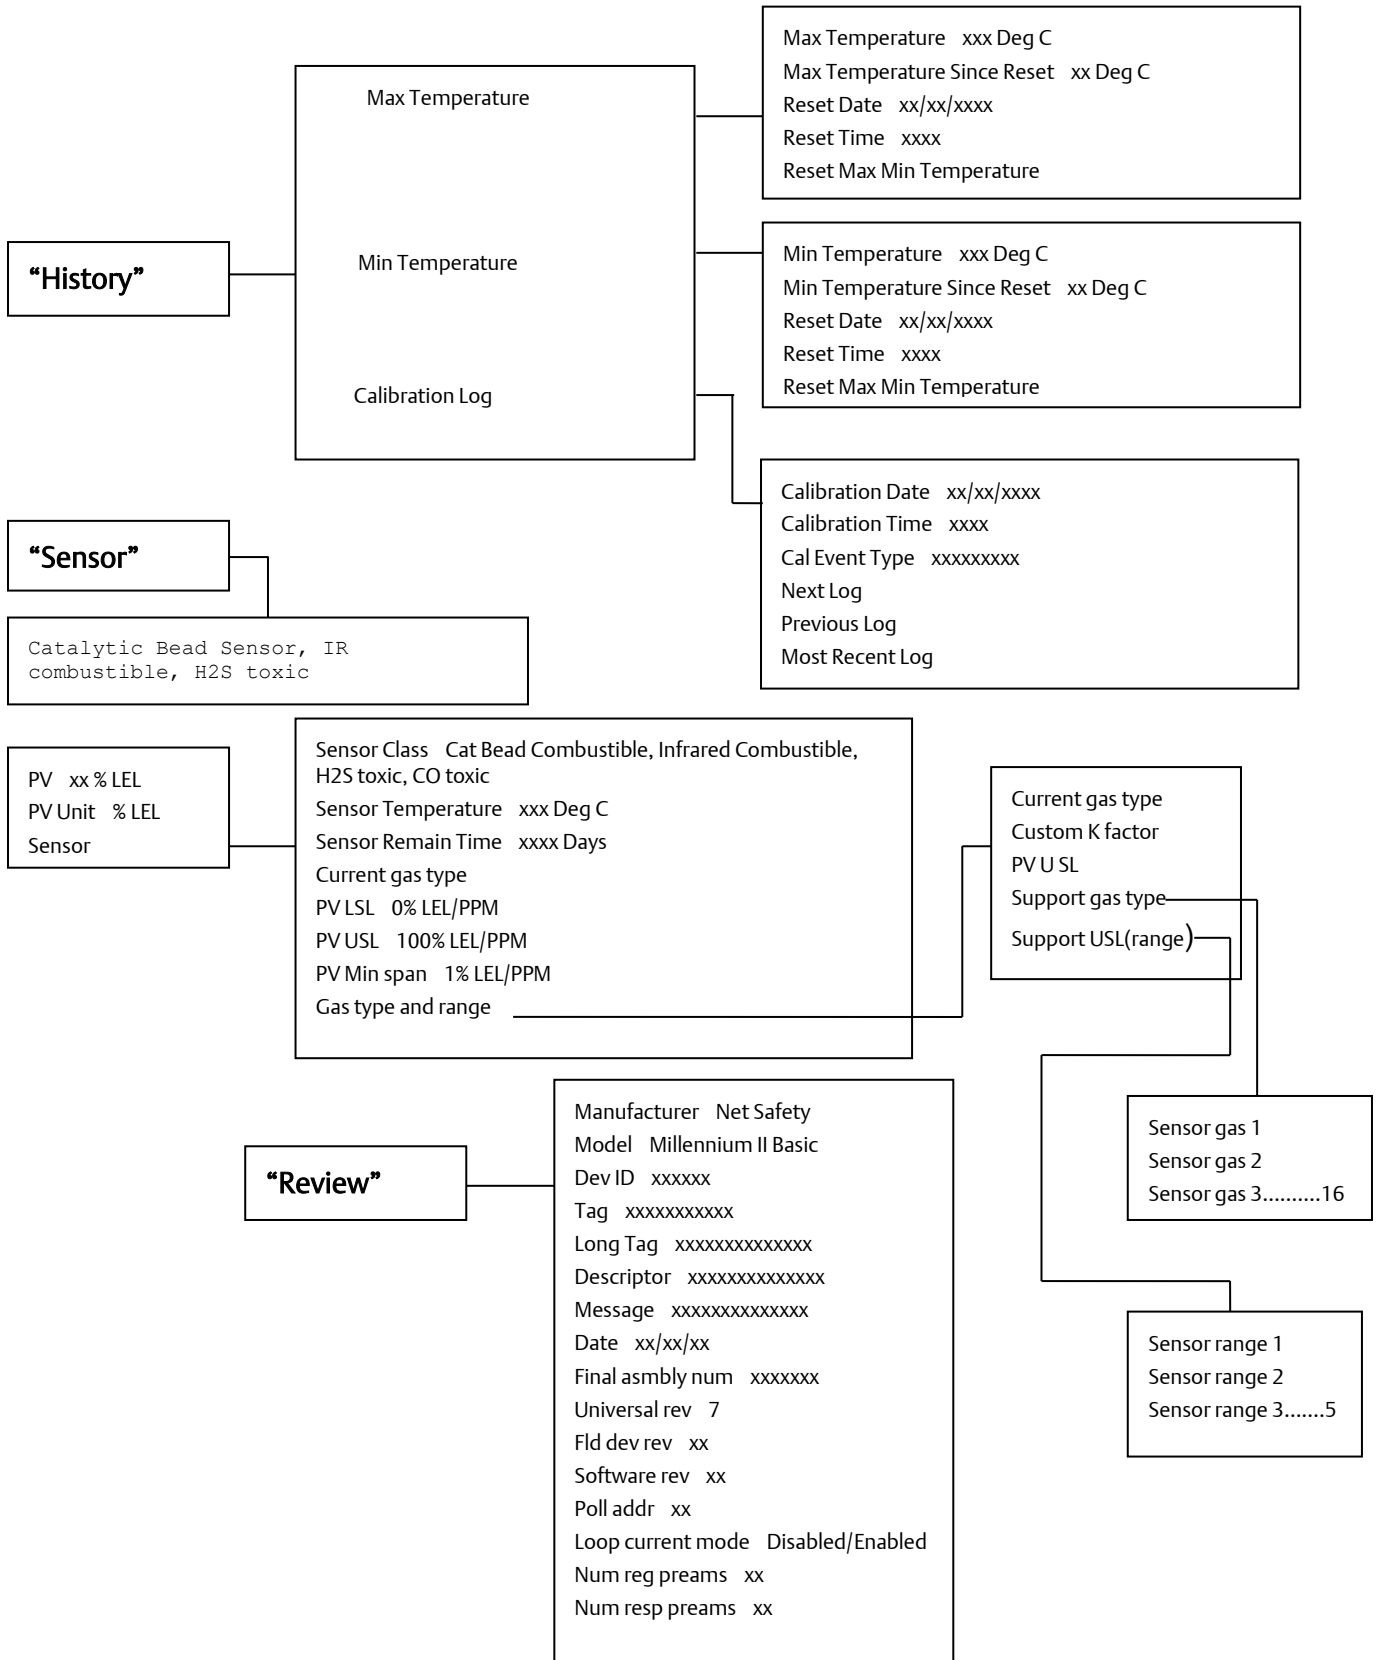 Max Temperature xxx Deg C
Max Temperature Since Reset xx Deg C
Reset Date xx/xx/xxxx
Reset Time xxxx
Reset Max Min Temperature
Max Temperature
Min Temperature
Calibration Log
“History”
Min Temperature xxx Deg C
Min Temperature Since Reset xx Deg C
Reset Date xx/xx/xxxx
Reset Time xxxx
Reset Max Min Temperature
Calibration Date xx/xx/xxxx
Calibration Time xxxx
Cal Event Type xxxxxxxxx
Next Log
Previous Log
Most Recent Log
“Sensor”
Catalytic Bead Sensor, IR
combustible, H2S toxic
PV xx % LEL
PV Unit % LEL
Sensor
Sensor Class Cat Bead Combustible, Infrared Combustible,
H2S toxic, CO toxic
Sensor Temperature xxx Deg C
Sensor Remain Time xxxx Days
Current gas type
PV LSL 0% LEL/PPM
PV USL 100% LEL/PPM
PV Min span 1% LEL/PPM
Gas type and range
Current gas type
Custom K factor
PV U SL
Support gas type
Support USL(range)
Sensor gas 1
Sensor gas 2
Sensor gas 3..........16
Sensor range 1
Sensor range 2
Sensor range 3.......5
“Review”
Manufacturer Net Safety
Model Millennium II Basic
Dev ID xxxxxx
Tag xxxxxxxxxxx
Long Tag xxxxxxxxxxxxxx
Descriptor xxxxxxxxxxxxxx
Message xxxxxxxxxxxxxx
Date xx/xx/xx
Final asmbly num xxxxxxx
Universal rev 7
Fld dev rev xx
Software rev xx
Poll addr xx
Loop current mode Disabled/Enabled
Num reg preams xx
Num resp preams xx